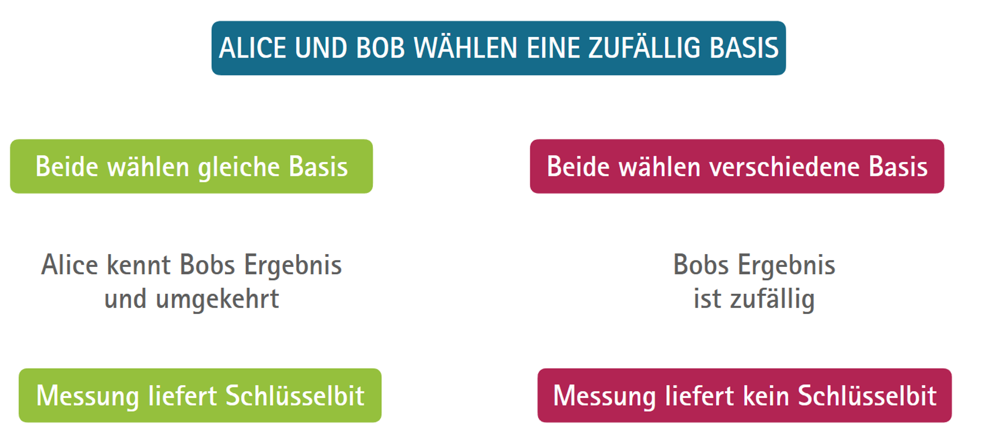 ALICE UND BOB WÄHLEN EINE ZUFÄLLIG BASIS
Beide wählen gleiche Basis
Beide wählen verschiedene Basis
Alice kennt Bobs Ergebnis
und umgekehrt
Bobs Ergebnis
ist zufällig
Messung liefert Schlüsselbit
Messung liefert kein Schlüsselbit